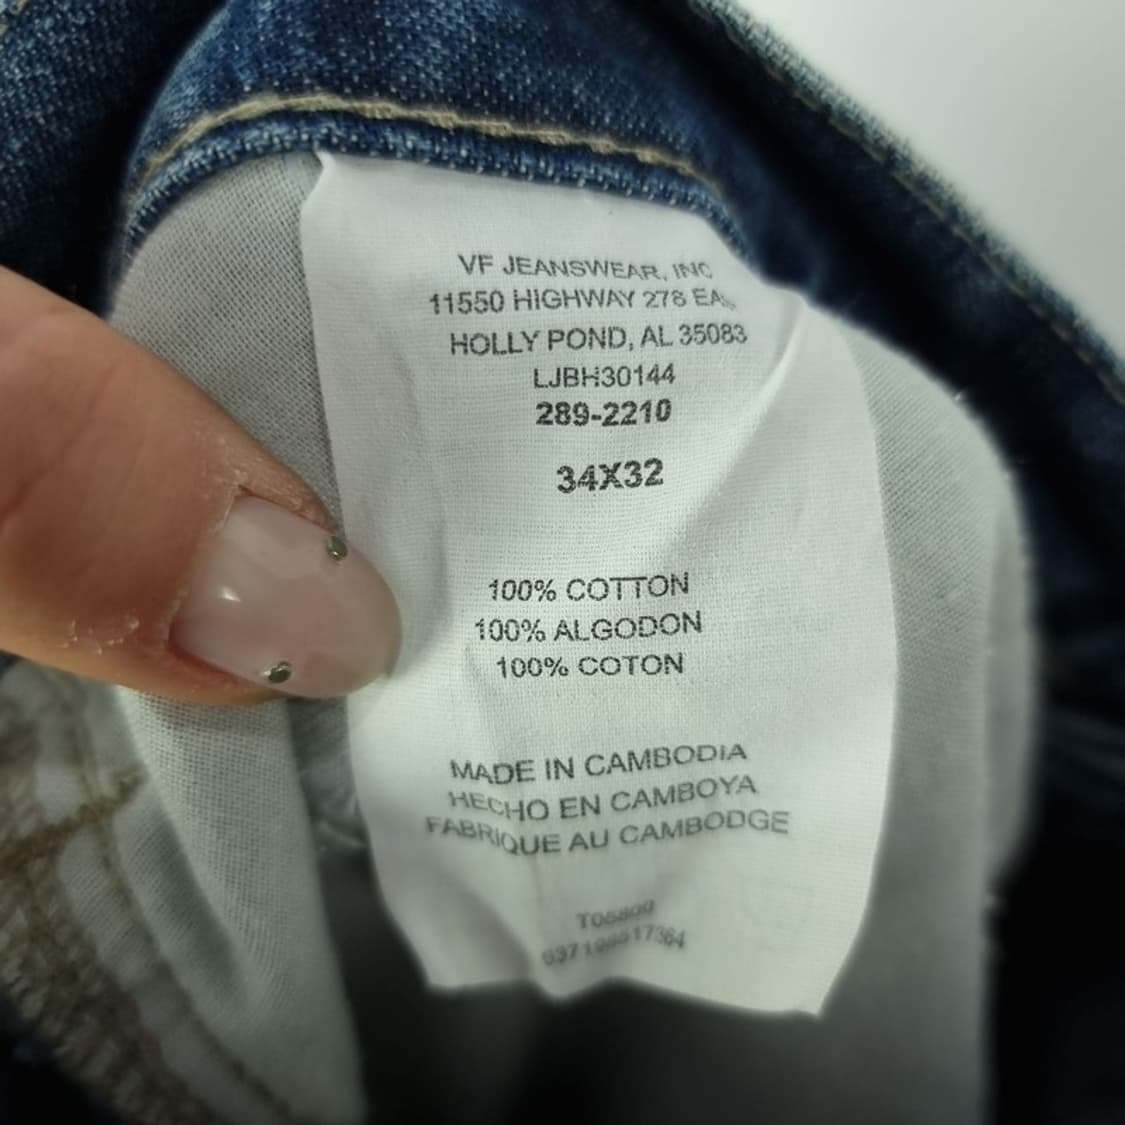 VF JEANSWEAR, INC
11550 HIGHWAY 278
HOLLY POND, AL 35083
LJBH30144
289-2210
34X32
100% COTTON
100% ALGODON
100% COTON
MADE IN CAMBODIA
HECHO EN CAMBOYA
FABRIQUE AU CAMBODGE